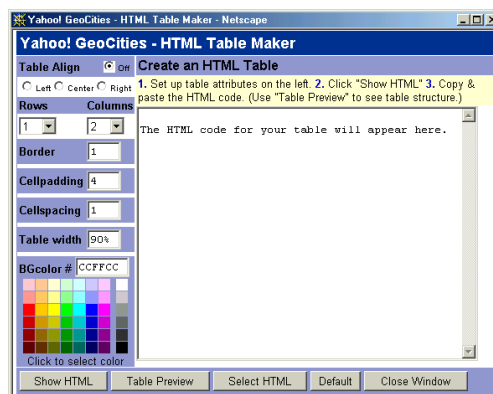 Yahoo! GeoCities - HTML Table Maker - Netscape
Yahoo! GeoCities - HTML Table Maker
Table Align Off
Left Center Right
Rows Columns
1 2
Border 1
Cellpadding 4
Cellspacing 1
Table width 90%
BGcolor # CCFFCC
Click to select color
Create an HTML Table
1. Set up table attributes on the left. 2. Click "Show HTML" 3. Copy &
paste the HTML code. (Use "Table Preview" to see table structure.)
The HTML code for your table will appear here.
Show HTML Table Preview Select HTML Default Close Window